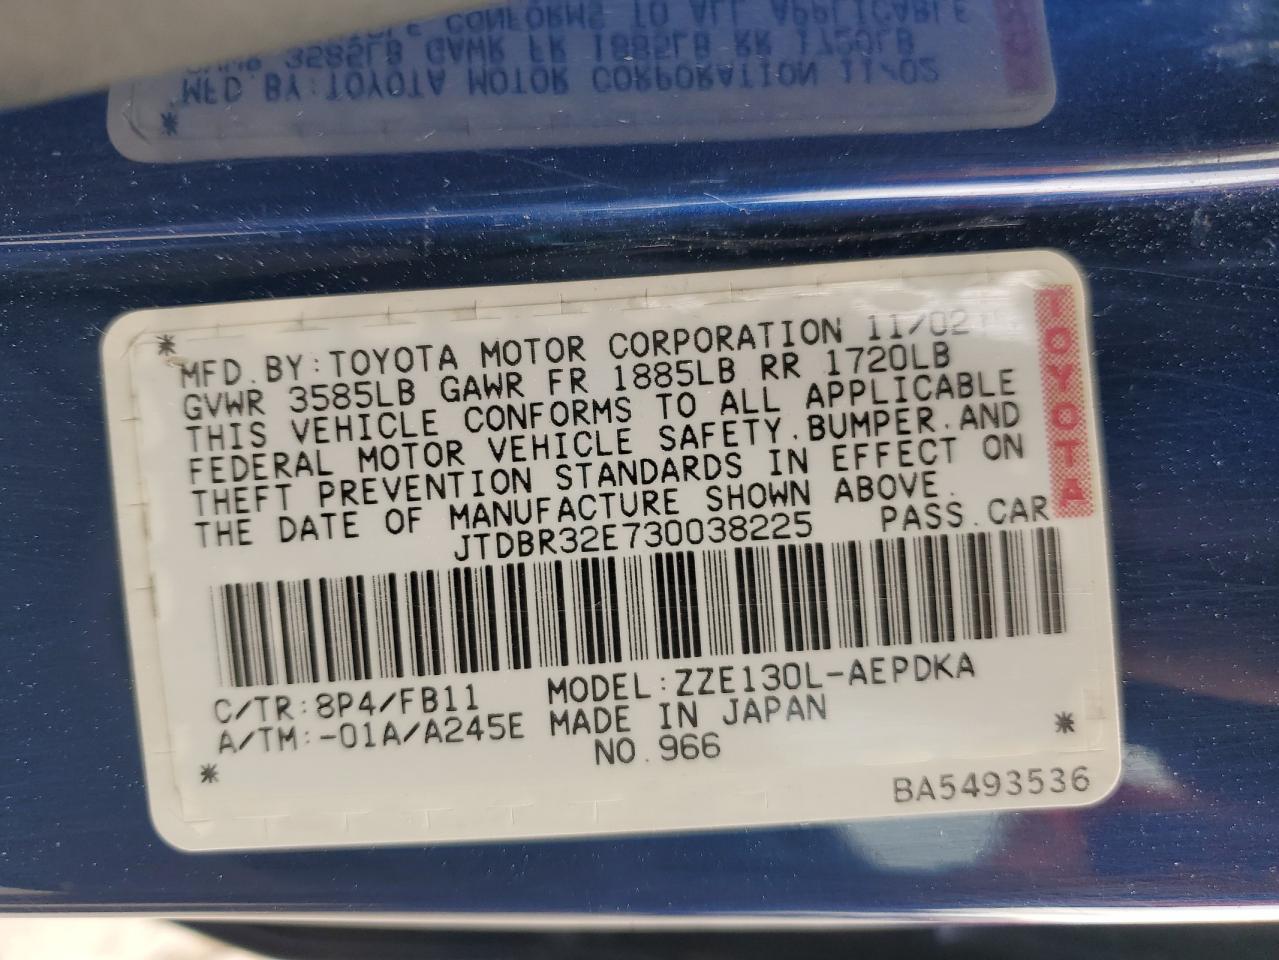 MFD.BY:TOYOTA MOTOR CORPORATION 11/02
GVWR 3585LB GAWR FR 1885LB RR 1720LB
THIS VEHICLE CONFORMS TO ALL APPLICABLE
FEDERAL MOTOR VEHICLE SAFETY.BUMPER.AND
THEFT PREVENTION STANDARDS IN EFFECT ON
THE DATE OF MANUFACTURE SHOWN ABOVE.
JTDBR32E730038225 PASS.CAR
C/TR:8P4/FB11 MODEL:ZZE130L-AEPDKA
A/TM:-01A/A245E MADE IN JAPAN
NO.966
BA5493536
TOYOTA